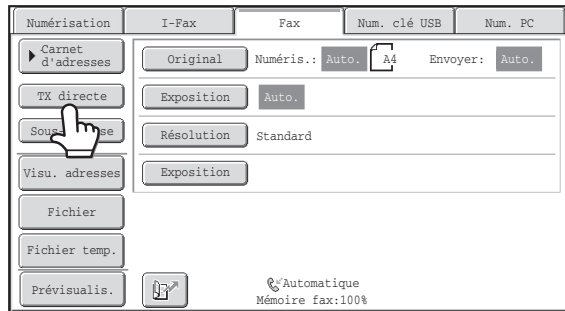 Numérisation I-Fax Fax Num. clé USB Num. PC
Carnet
d'adresses
Original Numéris.: Auto. A4 Envoyer: Auto.
TX directe
Exposition Auto.
Résolution Standard
Visu. adresses
Exposition
Fichier
Fichier temp.
Prévisualis.
Automatique
Mémoire fax:100%